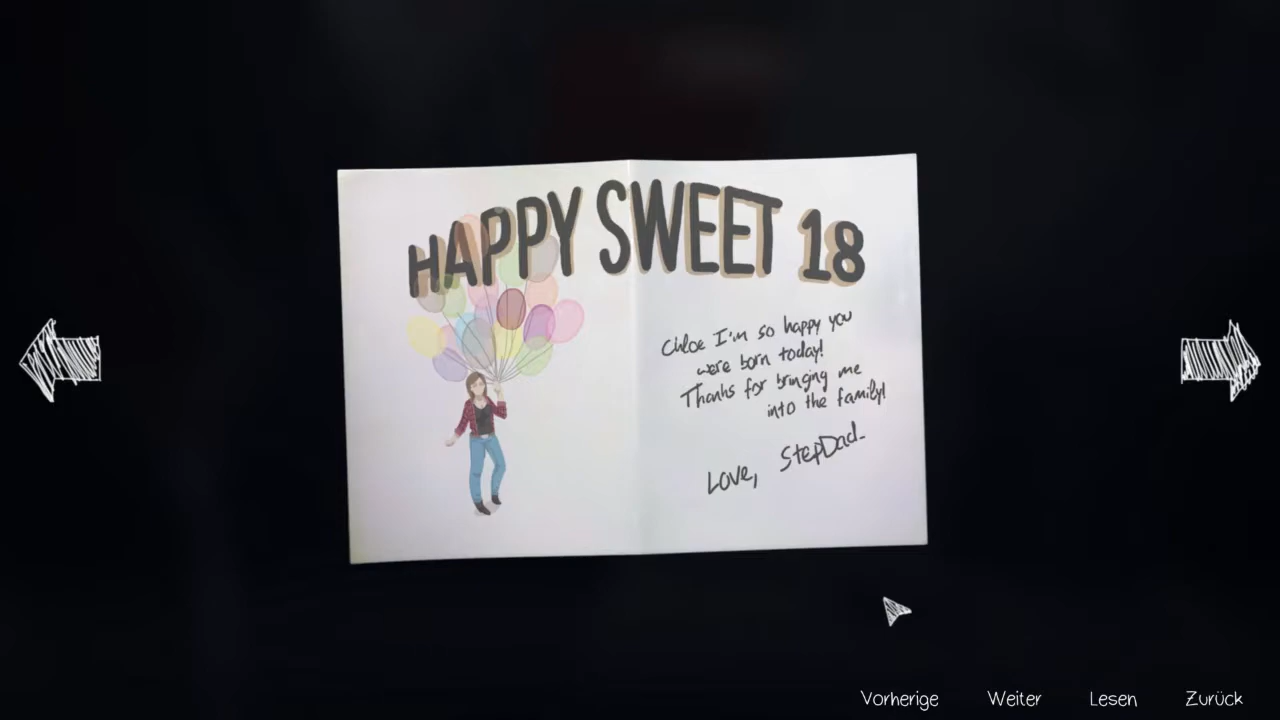 HAPPY SWEET 18
Chloe I'm so happy you
were born today!
Thanks for bringing me
into the family!
Love, StepDad
Vorherige Weiter Lesen Zurück